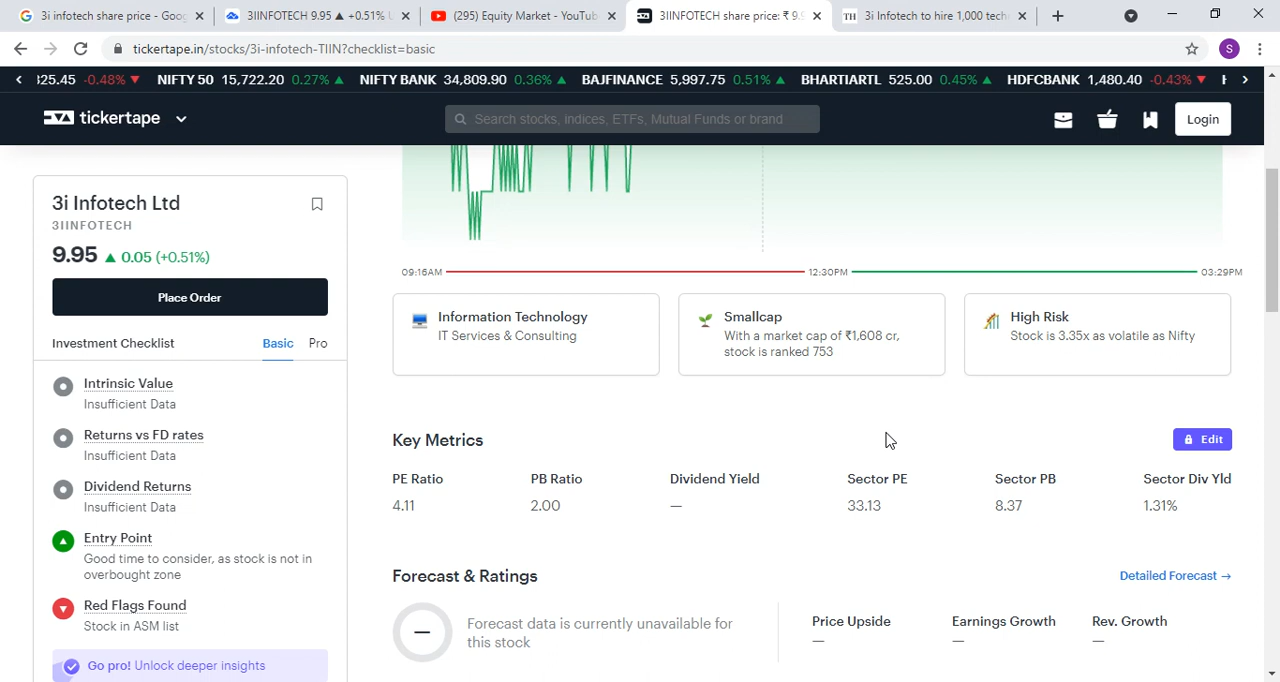 3i infotech share price - Goog
3IINFOTECH 9.95 ▲ +0.51%
(295) Equity Market - YouTub
3IINFOTECH share price: ₹ 9.9
TH 3i Infotech to hire 1,000 tech
tickertape.in/stocks/3i-infotech-TIIN?checklist=basic
S
325.45 -0.48% ▼ NIFTY 50 15,722.20 0.27% ▲ NIFTY BANK 34,809.90 0.36% ▲ BAJFINANCE 5,997.75 0.51% ▲ BHARTIARTL 525.00 0.45% ▲ HDFCBANK 1,480.40 -0.43% ▼
tickertape
Search stocks, indices, ETFs, Mutual Funds or brand
Login
3i Infotech Ltd
3IINFOTECH
9.95 ▲ 0.05 (+0.51%)
Place Order
Investment Checklist Basic Pro
Intrinsic Value
Insufficient Data
Returns vs FD rates
Insufficient Data
Dividend Returns
Insufficient Data
Entry Point
Good time to consider, as stock is not in
overbought zone
Red Flags Found
Stock in ASM list
Go pro! Unlock deeper insights
09:16AM 12:30PM 03:29PM
Information Technology
IT Services & Consulting
Smallcap
With a market cap of ₹1,608 cr,
stock is ranked 753
High Risk
Stock is 3.35x as volatile as Nifty
Key Metrics
Edit
PE Ratio PB Ratio Dividend Yield Sector PE Sector PB Sector Div Yld
4.11 2.00 — 33.13 8.37 1.31%
Forecast & Ratings
Detailed Forecast →
Forecast data is currently unavailable for
this stock
Price Upside Earnings Growth Rev. Growth
— — —